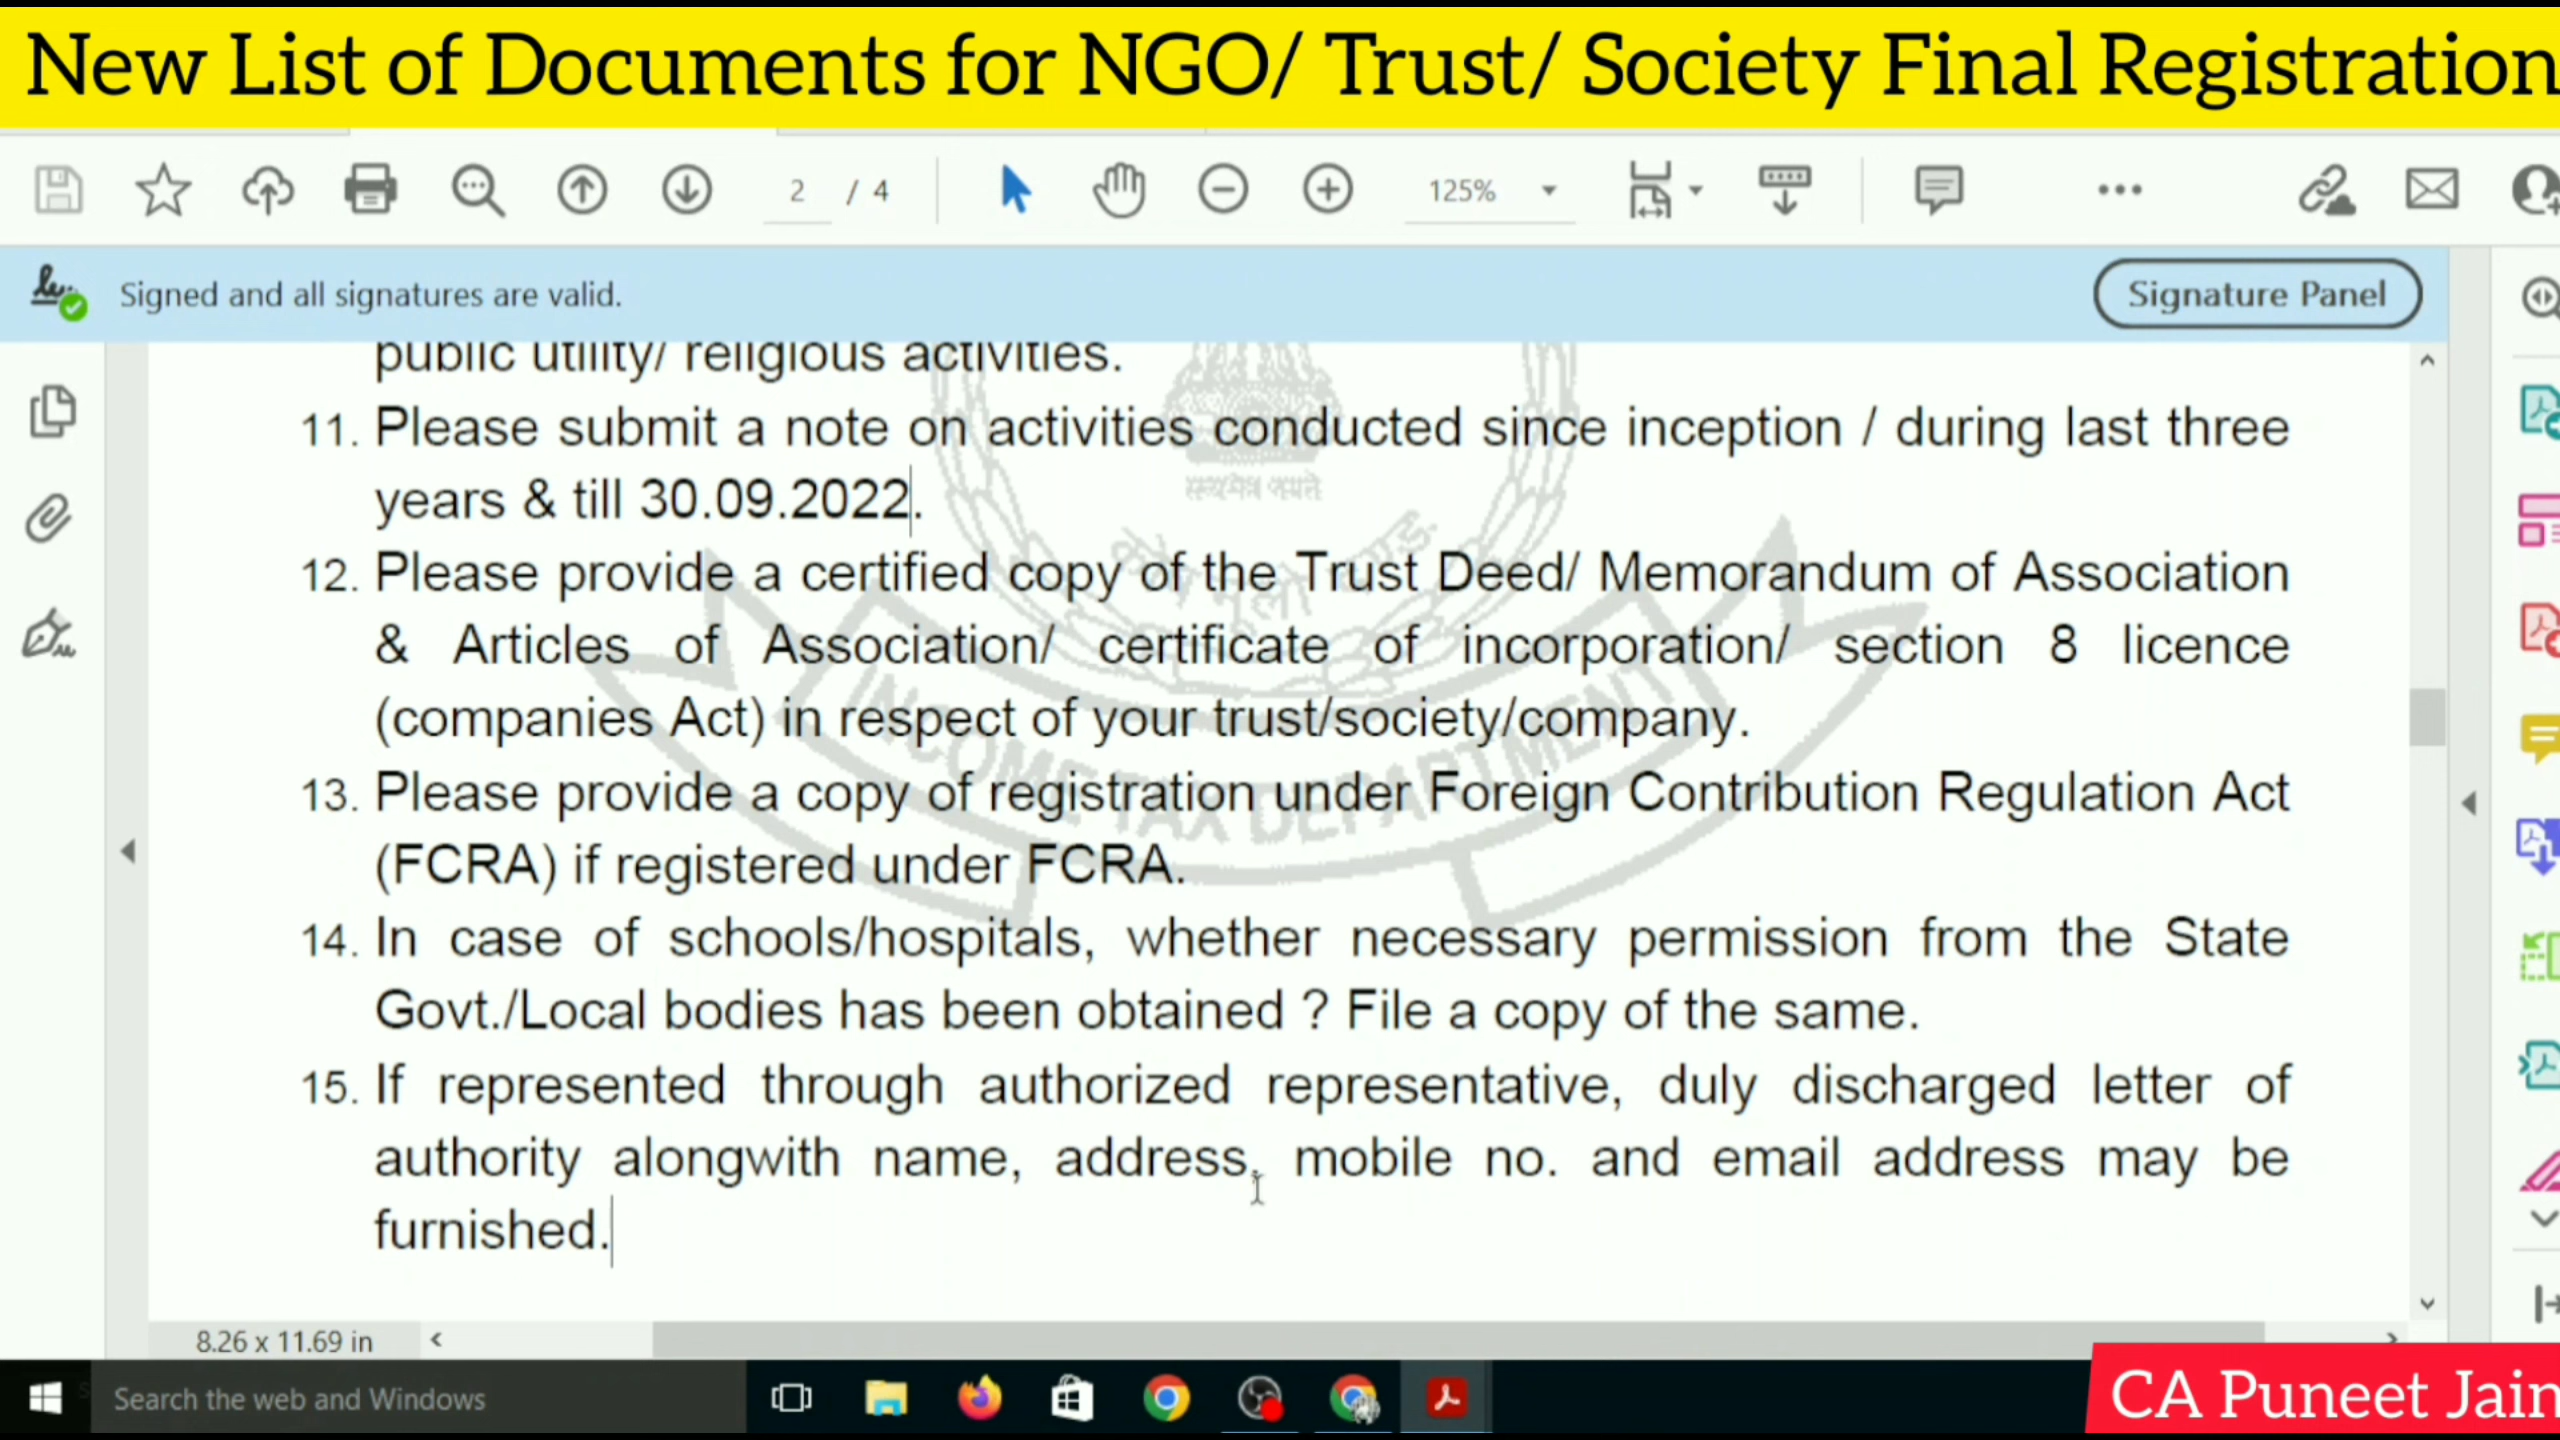 New List of Documents for NGO/ Trust/ Society Final Registration
2 / 4
125%
Signed and all signatures are valid.
Signature Panel
public utility/ religious activities.
11. Please submit a note on activities conducted since inception / during last three
years & till 30.09.2022.
12. Please provide a certified copy of the Trust Deed/ Memorandum of Association
& Articles of Association/ certificate of incorporation/ section 8 licence
(companies Act) in respect of your trust/society/company.
13. Please provide a copy of registration under Foreign Contribution Regulation Act
(FCRA) if registered under FCRA.
14. In case of schools/hospitals, whether necessary permission from the State
Govt./Local bodies has been obtained ? File a copy of the same.
15. If represented through authorized representative, duly discharged letter of
authority alongwith name, address, mobile no. and email address may be
furnished.
INCOME TAX DEPARTMENT
8.26 x 11.69 in
Search the web and Windows
CA Puneet Jain